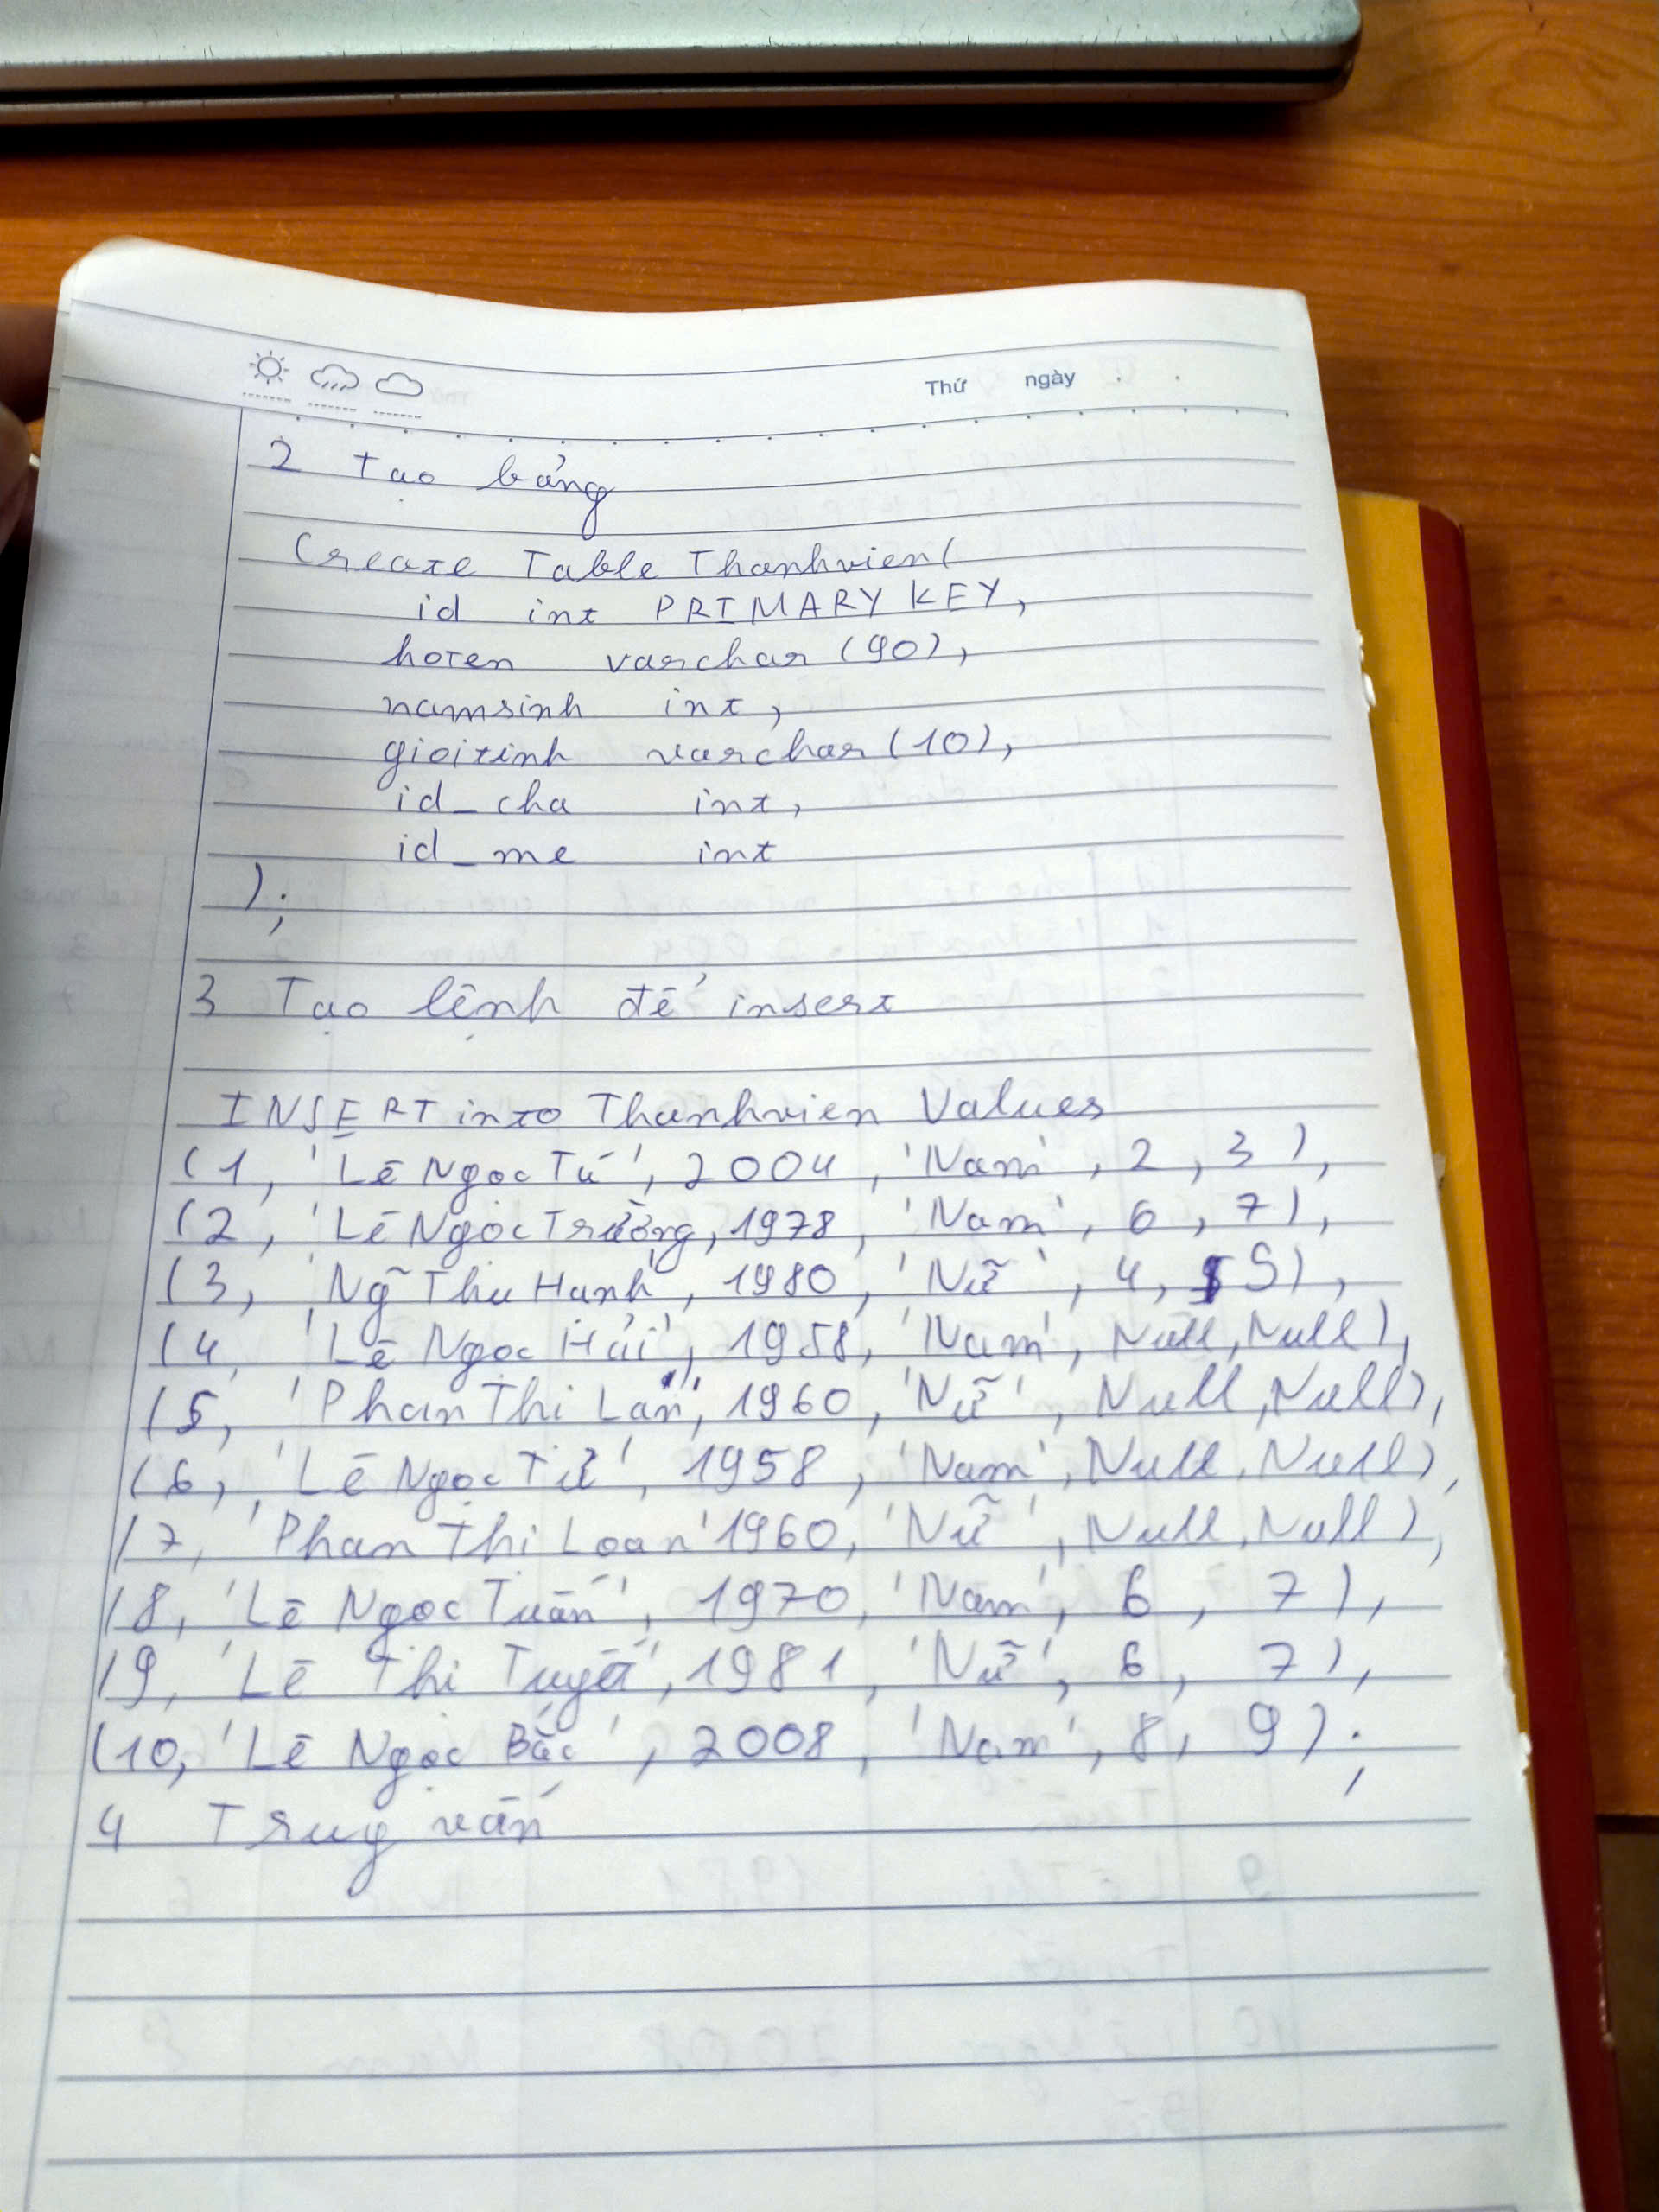 Thứ ngày . .
2 Tạo bảng
Create Table Thanhvien(
id int PRIMARY KEY,
hoten varchar(90),
namsinh int,
gioitinh varchar(10),
id_cha int,
id_me int
);
3 Tạo lệnh để insert
INSERT into Thanhvien Values
(1, 'Lê Ngọc Tú', 2004, 'Nam', 2, 3),
(2, 'Lê Ngọc Trường, 1978, 'Nam', 6, 7),
(3, 'Ng~ Thu Hạnh', 1980, 'Nữ', 4, 5),
(4, 'Lê Ngọc Hải', 1958, 'Nam', Null, Null),
(5, 'Phan Thi Lan', 1960, 'Nữ', Null, Null),
(6, 'Lê Ngọc Tử', 1958, 'Nam', Null, Null),
(7, 'Phan Thi Loan' 1960, 'Nữ', Null, Null),
(8, 'Lê Ngọc Tuấn', 1970, 'Nam', 6, 7),
(9, 'Lê Thi Tuyết', 1981, 'Nữ', 6, 7),
(10, 'Lê Ngọc Bắc', 2008, 'Nam', 8, 9);
4 Truy vấn